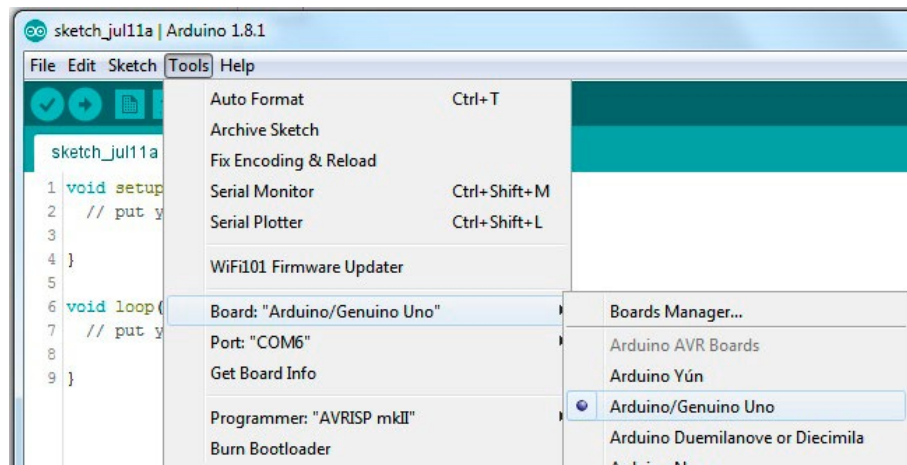 sketch_jul11a | Arduino 1.8.1
File Edit Sketch Tools Help
sketch_jul11a
1 void setup
2 // put y
3
4 }
5
6 void loop(
7 // put y
8
9 }
Auto Format Ctrl+T
Archive Sketch
Fix Encoding & Reload
Serial Monitor Ctrl+Shift+M
Serial Plotter Ctrl+Shift+L
WiFi101 Firmware Updater
Board: "Arduino/Genuino Uno"
Port: "COM6"
Get Board Info
Programmer: "AVRISP mkII"
Burn Bootloader
Boards Manager...
Arduino AVR Boards
Arduino Yún
Arduino/Genuino Uno
Arduino Duemilanove or Diecimila